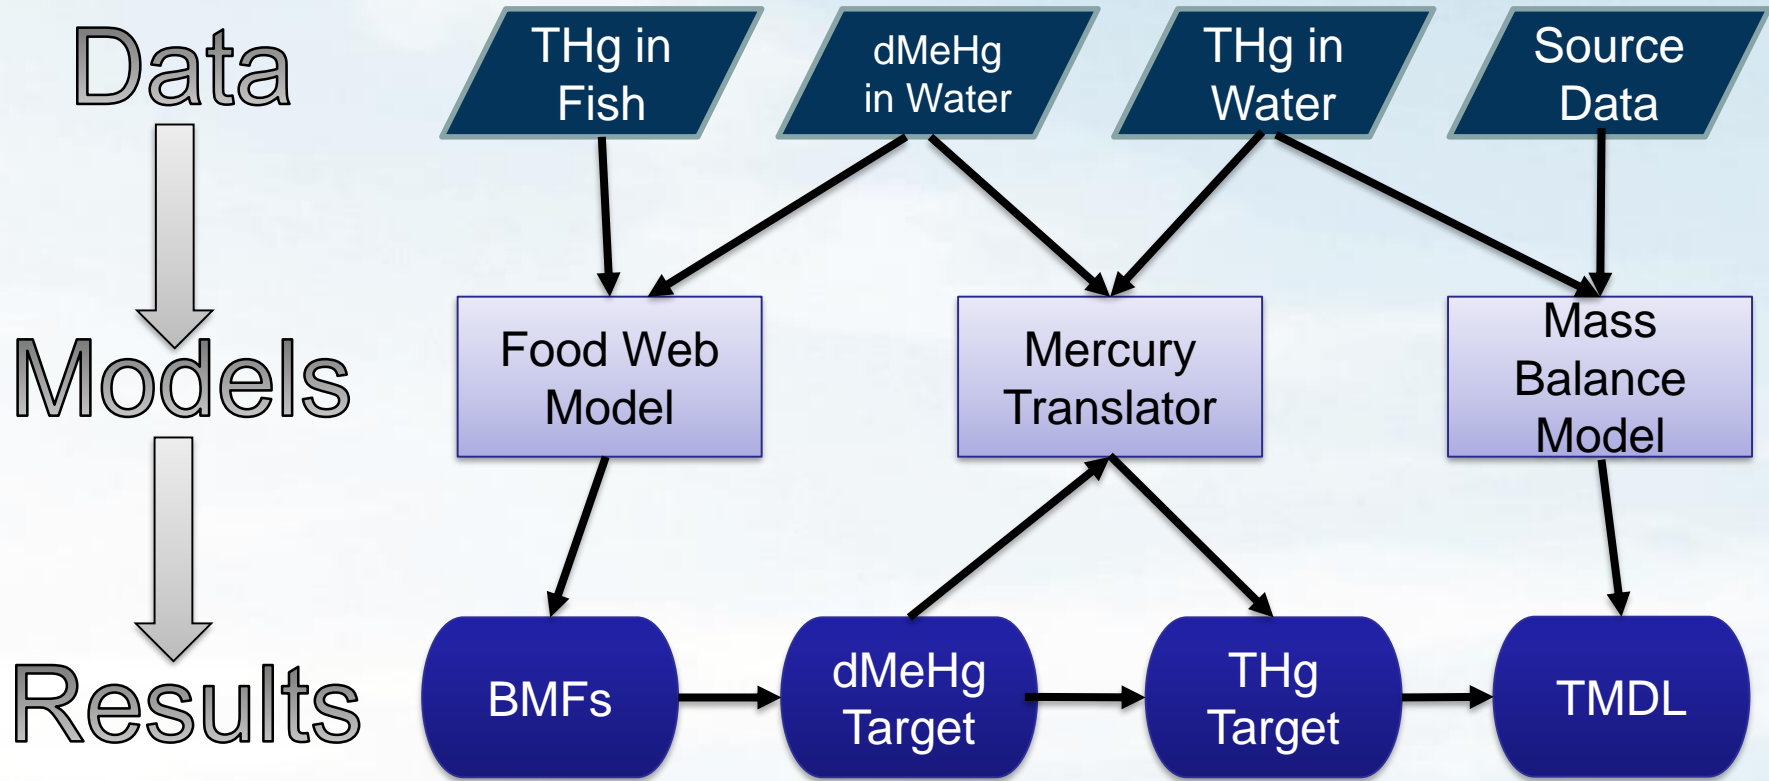 Data
THg in
Fish
dMeHg
in Water
THg in
Water
Source
Data
Models
Food Web
Model
Mercury
Translator
Mass
Balance
Model
Results
BMFs
dMeHg
Target
THg
Target
TMDL